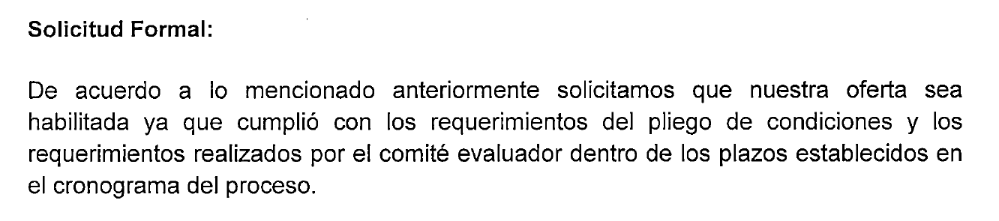 Solicitud Formal:
De acuerdo a lo mencionado anteriormente solicitamos que nuestra oferta sea
habilitada ya que cumplió con los requerimientos del pliego de condiciones y los
requerimientos realizados por el comité evaluador dentro de los plazos establecidos en
el cronograma del proceso.